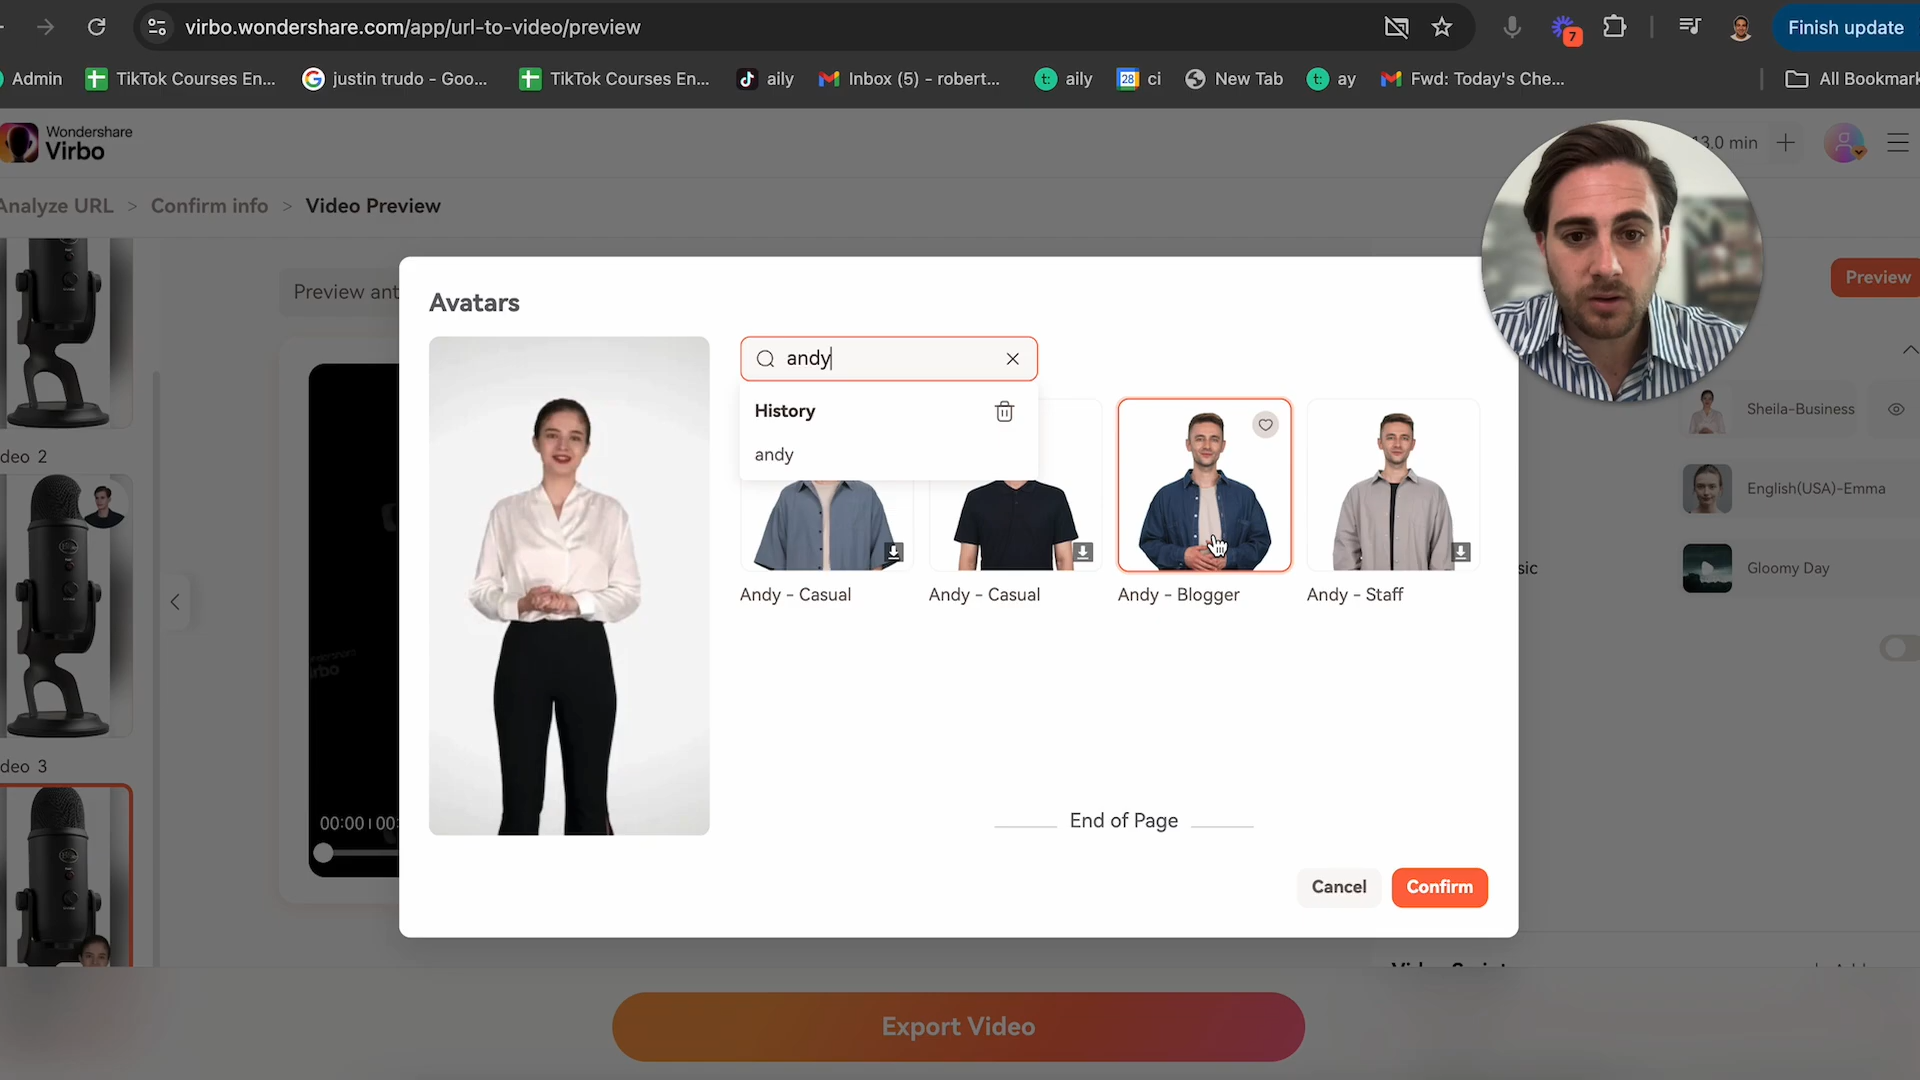 virbo.wondershare.com/app/url-to-video/preview
7
Finish update
Admin
TikTok Courses En...
justin trudo - Goo...
TikTok Courses En...
aily
Inbox (5) - robert...
aily
28
ci
New Tab
ay
Fwd: Today's Che...
All Bookmark
Wondershare
Virbo
3.0 min
Analyze URL > Confirm info > Video Preview
Preview ant
Preview
Avatars
andy
History
andy
Andy - Casual
Andy - Casual
Andy - Blogger
Andy - Staff
End of Page
Cancel
Confirm
deo 2
deo 3
00:00 | 00:
Sheila-Business
English(USA)-Emma
sic
Gloomy Day
Export Video